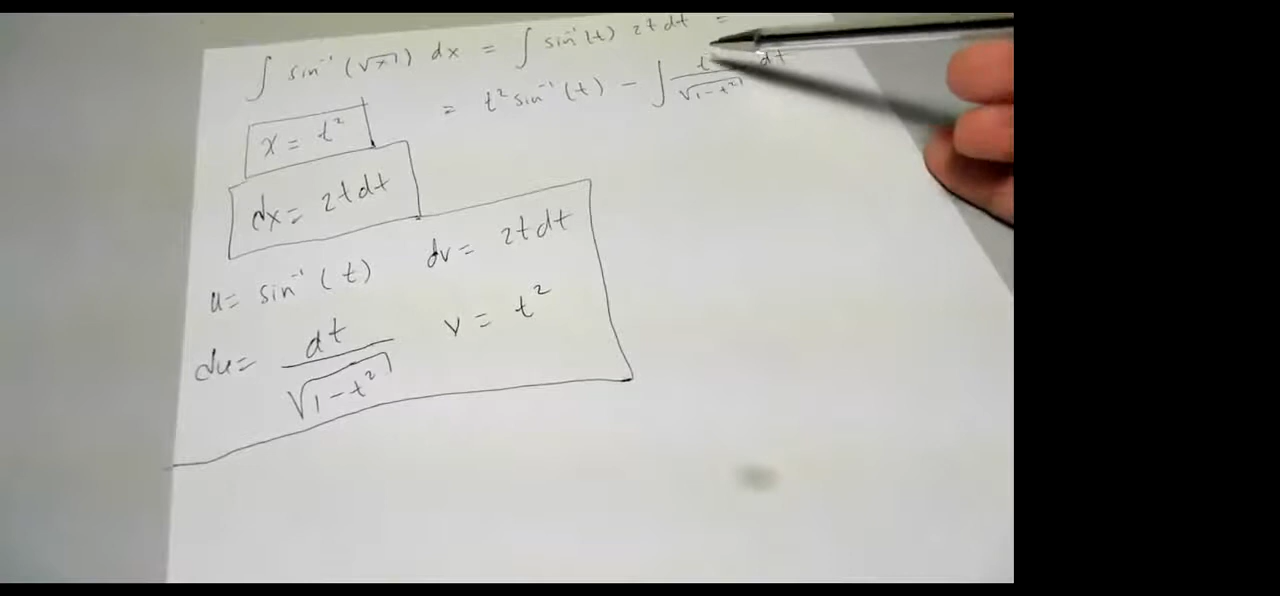 ∫ sin⁻¹(√x) dx = ∫ sin⁻¹(t) 2t dt =
= t² sin⁻¹(t) − ∫ t²/√(1−t²) dt
x = t²
dx = 2t dt
u = sin⁻¹(t) dv = 2t dt
du = dt/√(1−t²) v = t²